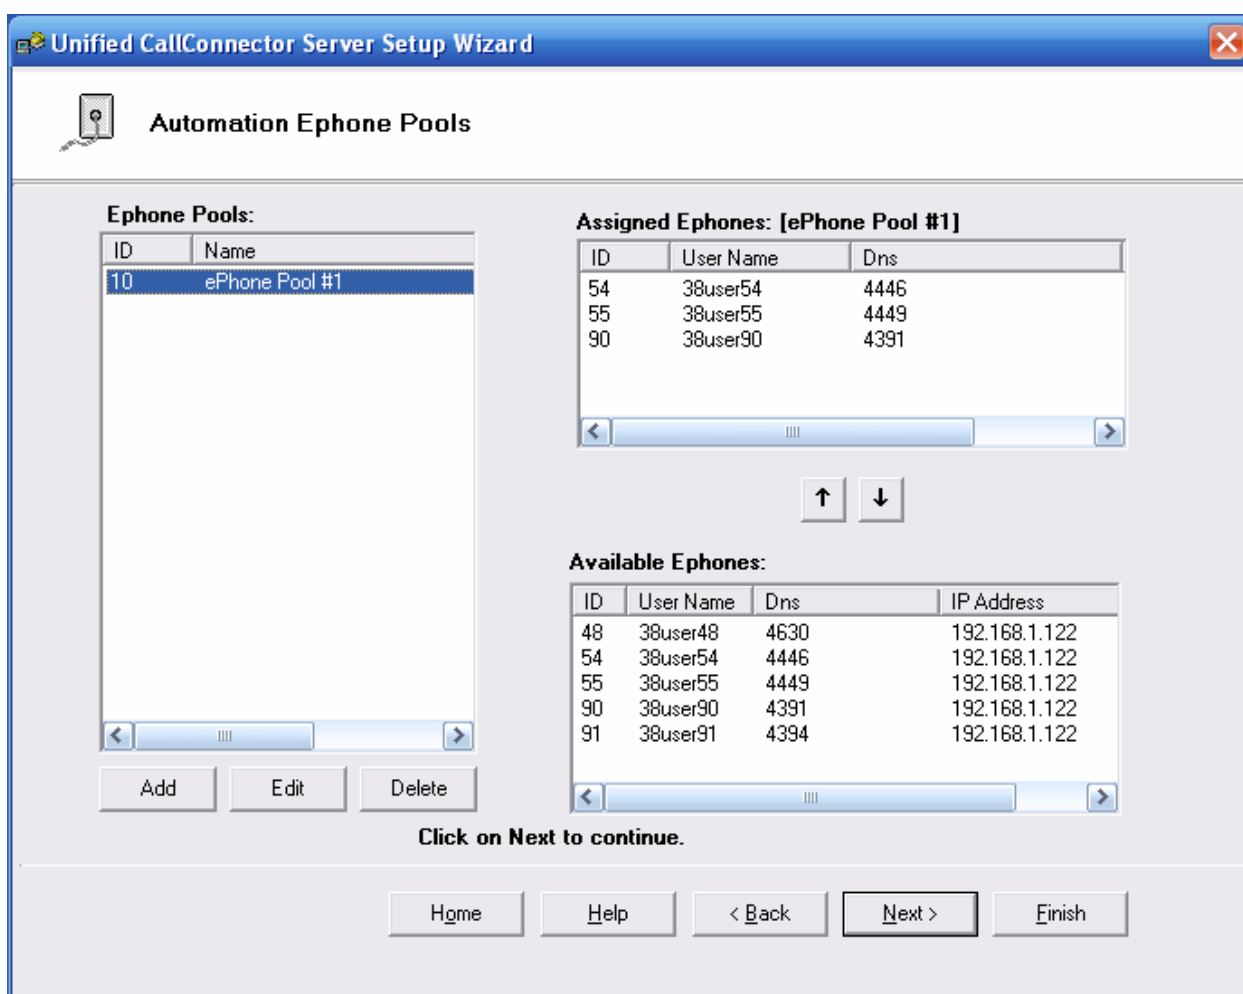 Unified CallConnector Server Setup Wizard
Automation Ephone Pools
Ephone Pools:
ID Name
10 ePhone Pool #1
Add Edit Delete
Assigned Ephones: [ePhone Pool #1]
ID User Name Dns
54 38user54 4446
55 38user55 4449
90 38user90 4391
Available Ephones:
ID User Name Dns IP Address
48 38user48 4630 192.168.1.122
54 38user54 4446 192.168.1.122
55 38user55 4449 192.168.1.122
90 38user90 4391 192.168.1.122
91 38user91 4394 192.168.1.122
Click on Next to continue.
Home Help < Back Next > Finish